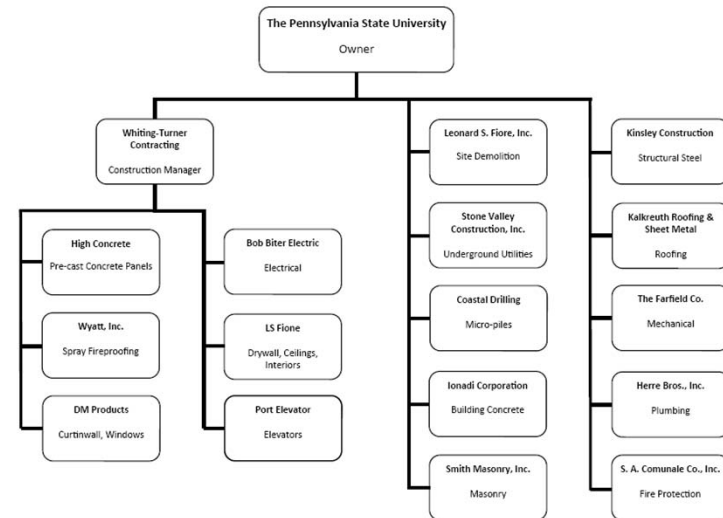 The Pennsylvania State University
Owner
Whiting-Turner
Contracting
Construction Manager
High Concrete
Pre-cast Concrete Panels
Wyatt, Inc.
Spray Fireproofing
DM Products
Curtinwall, Windows
Bob Biter Electric
Electrical
LS Fione
Drywall, Ceilings,
Interiors
Port Elevator
Elevators
Leonard S. Fiore, Inc.
Site Demolition
Stone Valley
Construction, Inc.
Underground Utilities
Coastal Drilling
Micro-piles
Ionadi Corporation
Building Concrete
Smith Masonry, Inc.
Masonry
Kinsley Construction
Structural Steel
Kalkreuth Roofing &
Sheet Metal
Roofing
The Farfield Co.
Mechanical
Herre Bros., Inc.
Plumbing
S. A. Comunale Co., Inc.
Fire Protection